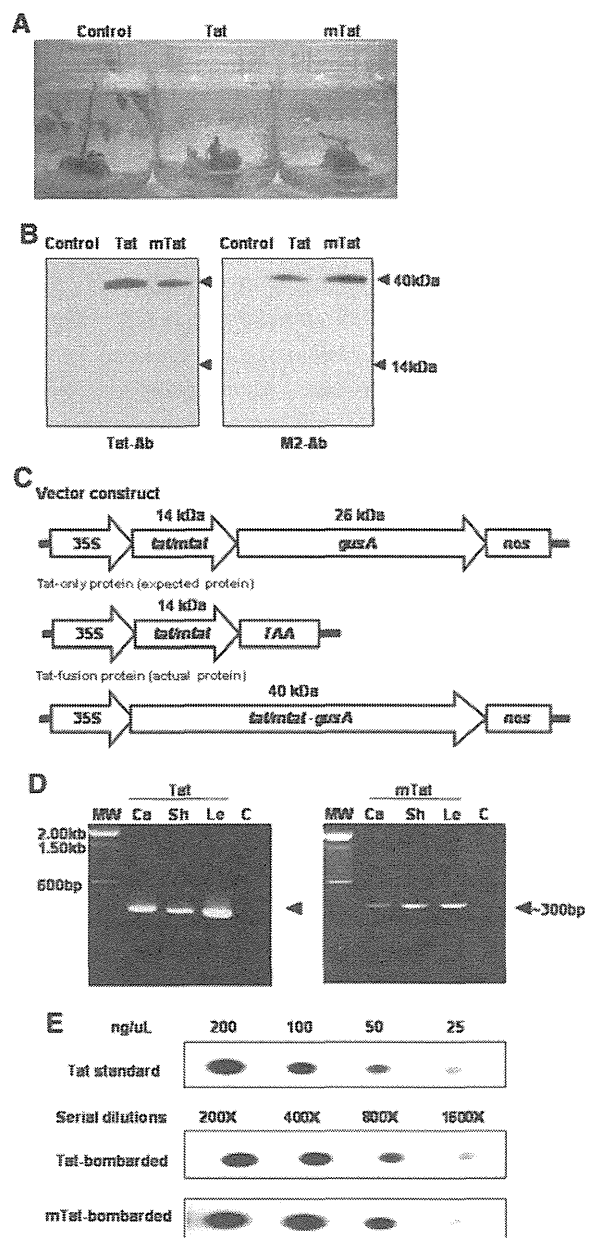 A
Control Tat mTat
B
Control Tat mTat Control Tat mTat
40kDa
14kDa
Tat-Ab M2-Ab
C
Vector construct
14 kDa 26 kDa
35S tat/mtat gusA nos
Tat-only protein (expected protein)
14 kDa
35S tat/mtat TAA
Tat-fusion protein (actual protein)
40 kDa
35S tat/mtat-gusA nos
D
Tat mTat
MW Ca Sh Le C MW Ca Sh Le C
2.00kb
1.50kb
600bp
~300bp
E
ng/uL 200 100 50 25
Tat standard
Serial dilutions 200X 400X 800X 1600X
Tat-bombarded
mTat-bombarded